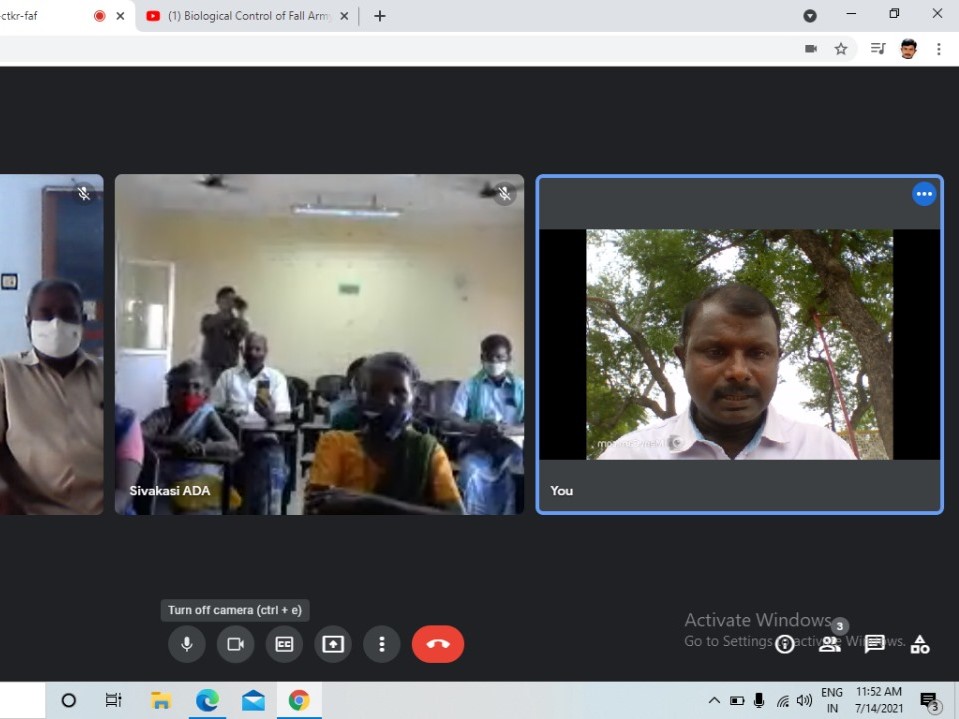 -ctkr-faf
(1) Biological Control of Fall Arm
Sivakasi ADA
You
Turn off camera (ctrl + e)
Activate Windows
3
Go to Settings to activate Windows.
ENG
IN
11:52 AM
7/14/2021
3